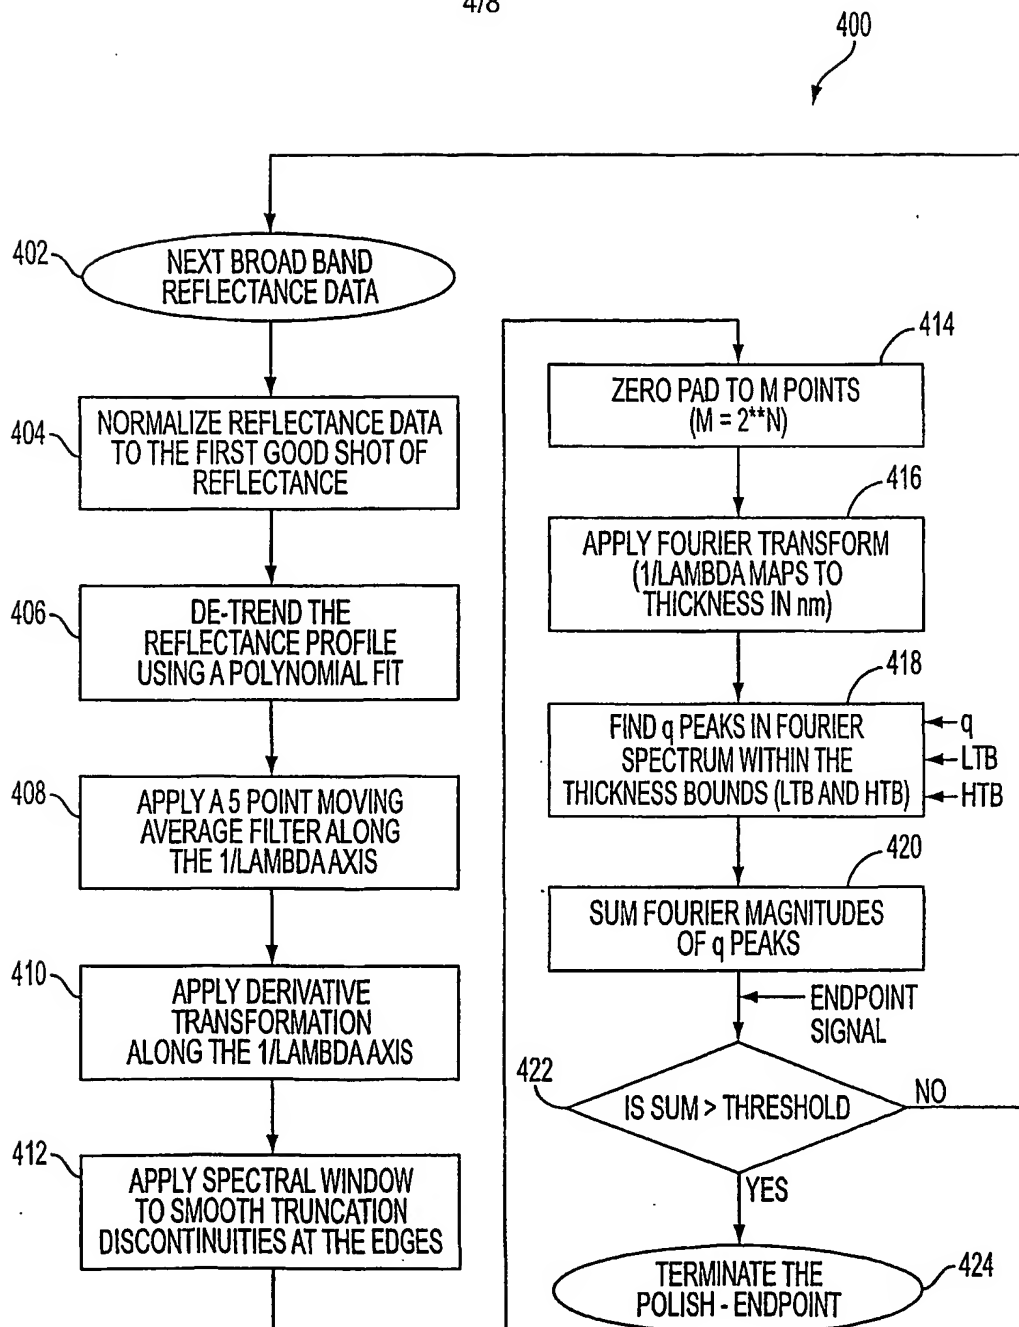 4/8
400
402
NEXT BROAD BAND
REFLECTANCE DATA
404
NORMALIZE REFLECTANCE DATA
TO THE FIRST GOOD SHOT OF
REFLECTANCE
406
DE-TREND THE
REFLECTANCE PROFILE
USING A POLYNOMIAL FIT
408
APPLY A 5 POINT MOVING
AVERAGE FILTER ALONG
THE 1/LAMBDA AXIS
410
APPLY DERIVATIVE
TRANSFORMATION
ALONG THE 1/LAMBDA AXIS
412
APPLY SPECTRAL WINDOW
TO SMOOTH TRUNCATION
DISCONTINUITIES AT THE EDGES
414
ZERO PAD TO M POINTS
(M = 2**N)
416
APPLY FOURIER TRANSFORM
(1/LAMBDA MAPS TO
THICKNESS IN nm)
418
FIND q PEAKS IN FOURIER
SPECTRUM WITHIN THE
THICKNESS BOUNDS (LTB AND HTB)
q
LTB
HTB
420
SUM FOURIER MAGNITUDES
OF q PEAKS
ENDPOINT
SIGNAL
422
IS SUM > THRESHOLD
NO
YES
TERMINATE THE
POLISH - ENDPOINT
424